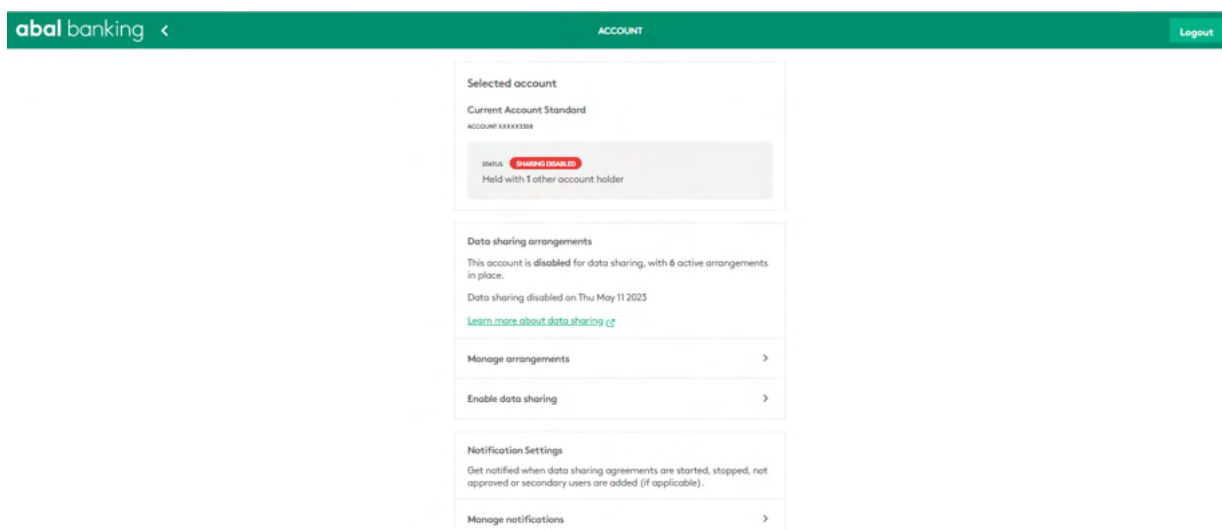 abal banking
ACCOUNT
Logout
Selected account
Current Account Standard
ACCOUNT XXXXX3308
STATUS SHARING DISABLED
Held with 1 other account holder
Data sharing arrangements
This account is disabled for data sharing, with 6 active arrangements
in place.
Data sharing disabled on Thu May 11 2023
Learn more about data sharing
Manage arrangements
Enable data sharing
Notification Settings
Get notified when data sharing agreements are started, stopped, not
approved or secondary users are added (if applicable).
Manage notifications